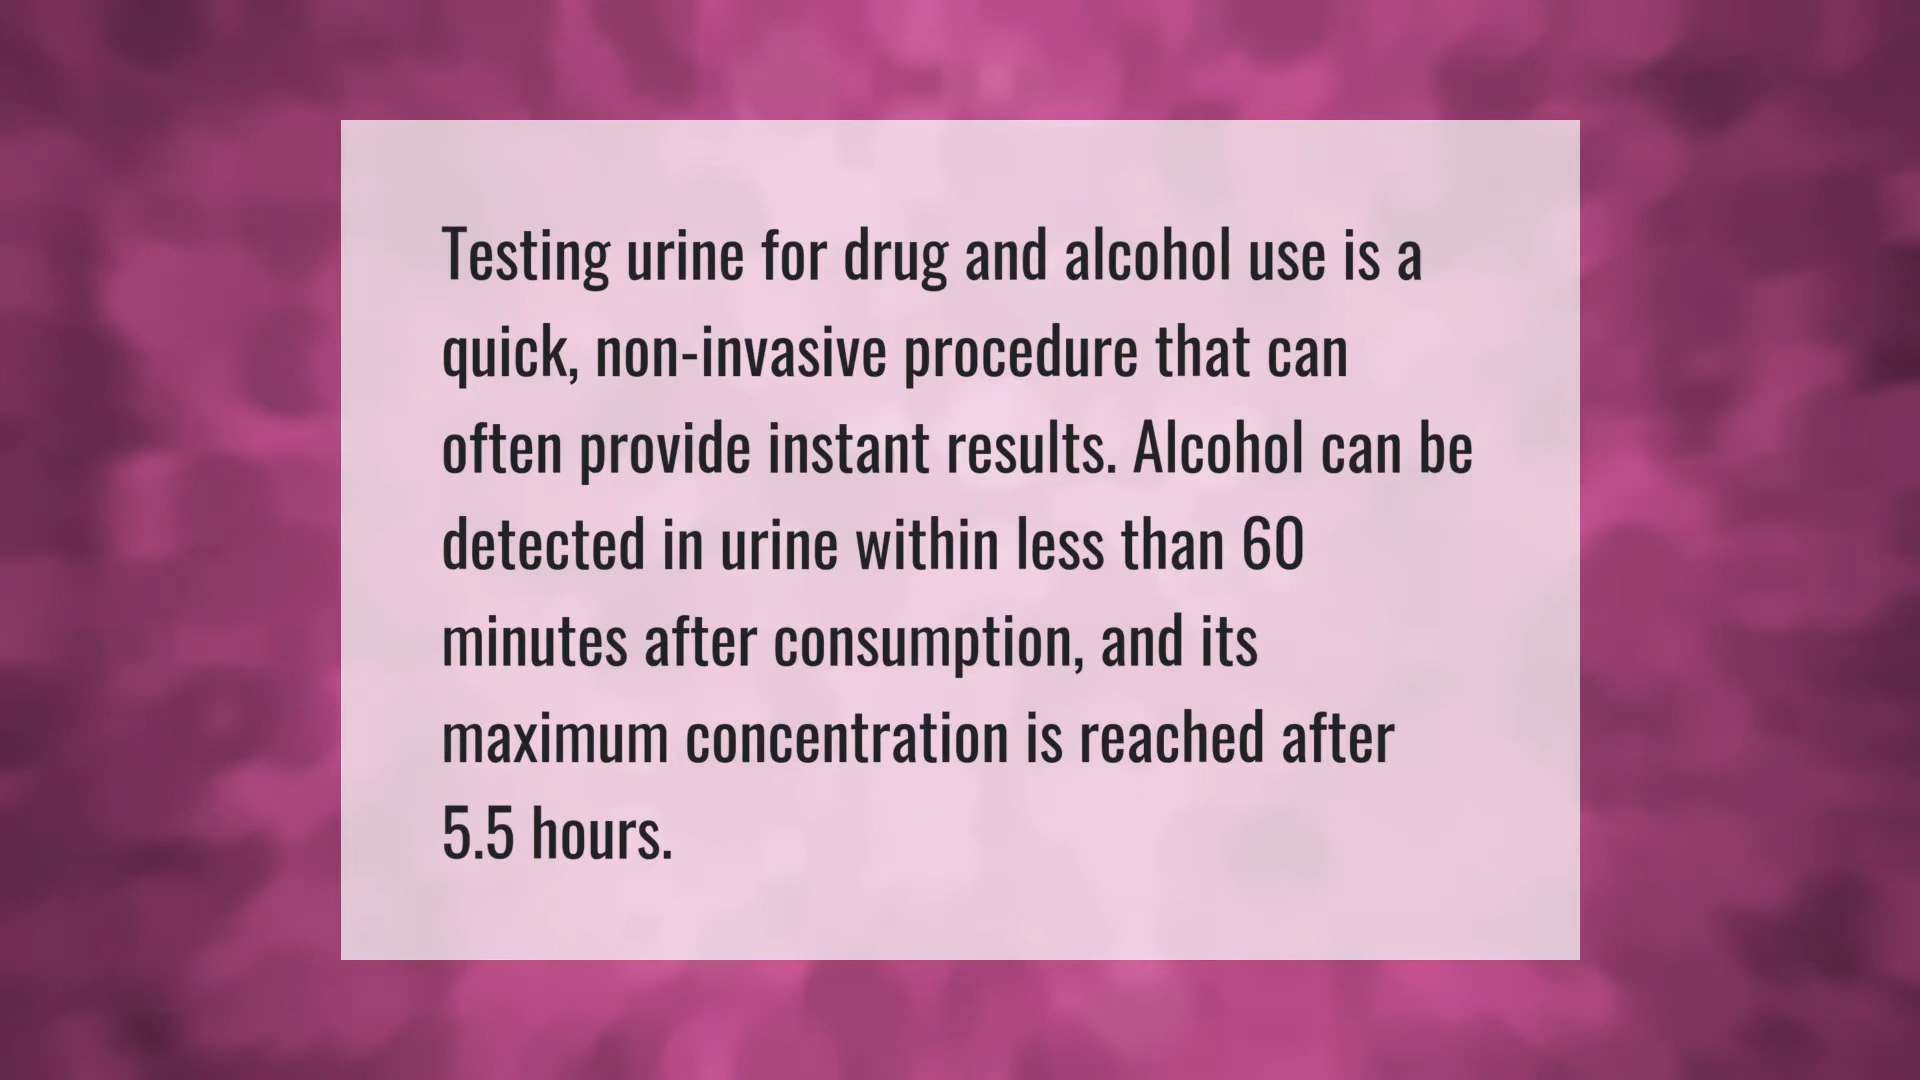 Testing urine for drug and alcohol use is a
quick, non-invasive procedure that can
often provide instant results. Alcohol can be
detected in urine within less than 60
minutes after consumption, and its
maximum concentration is reached after
5.5 hours.